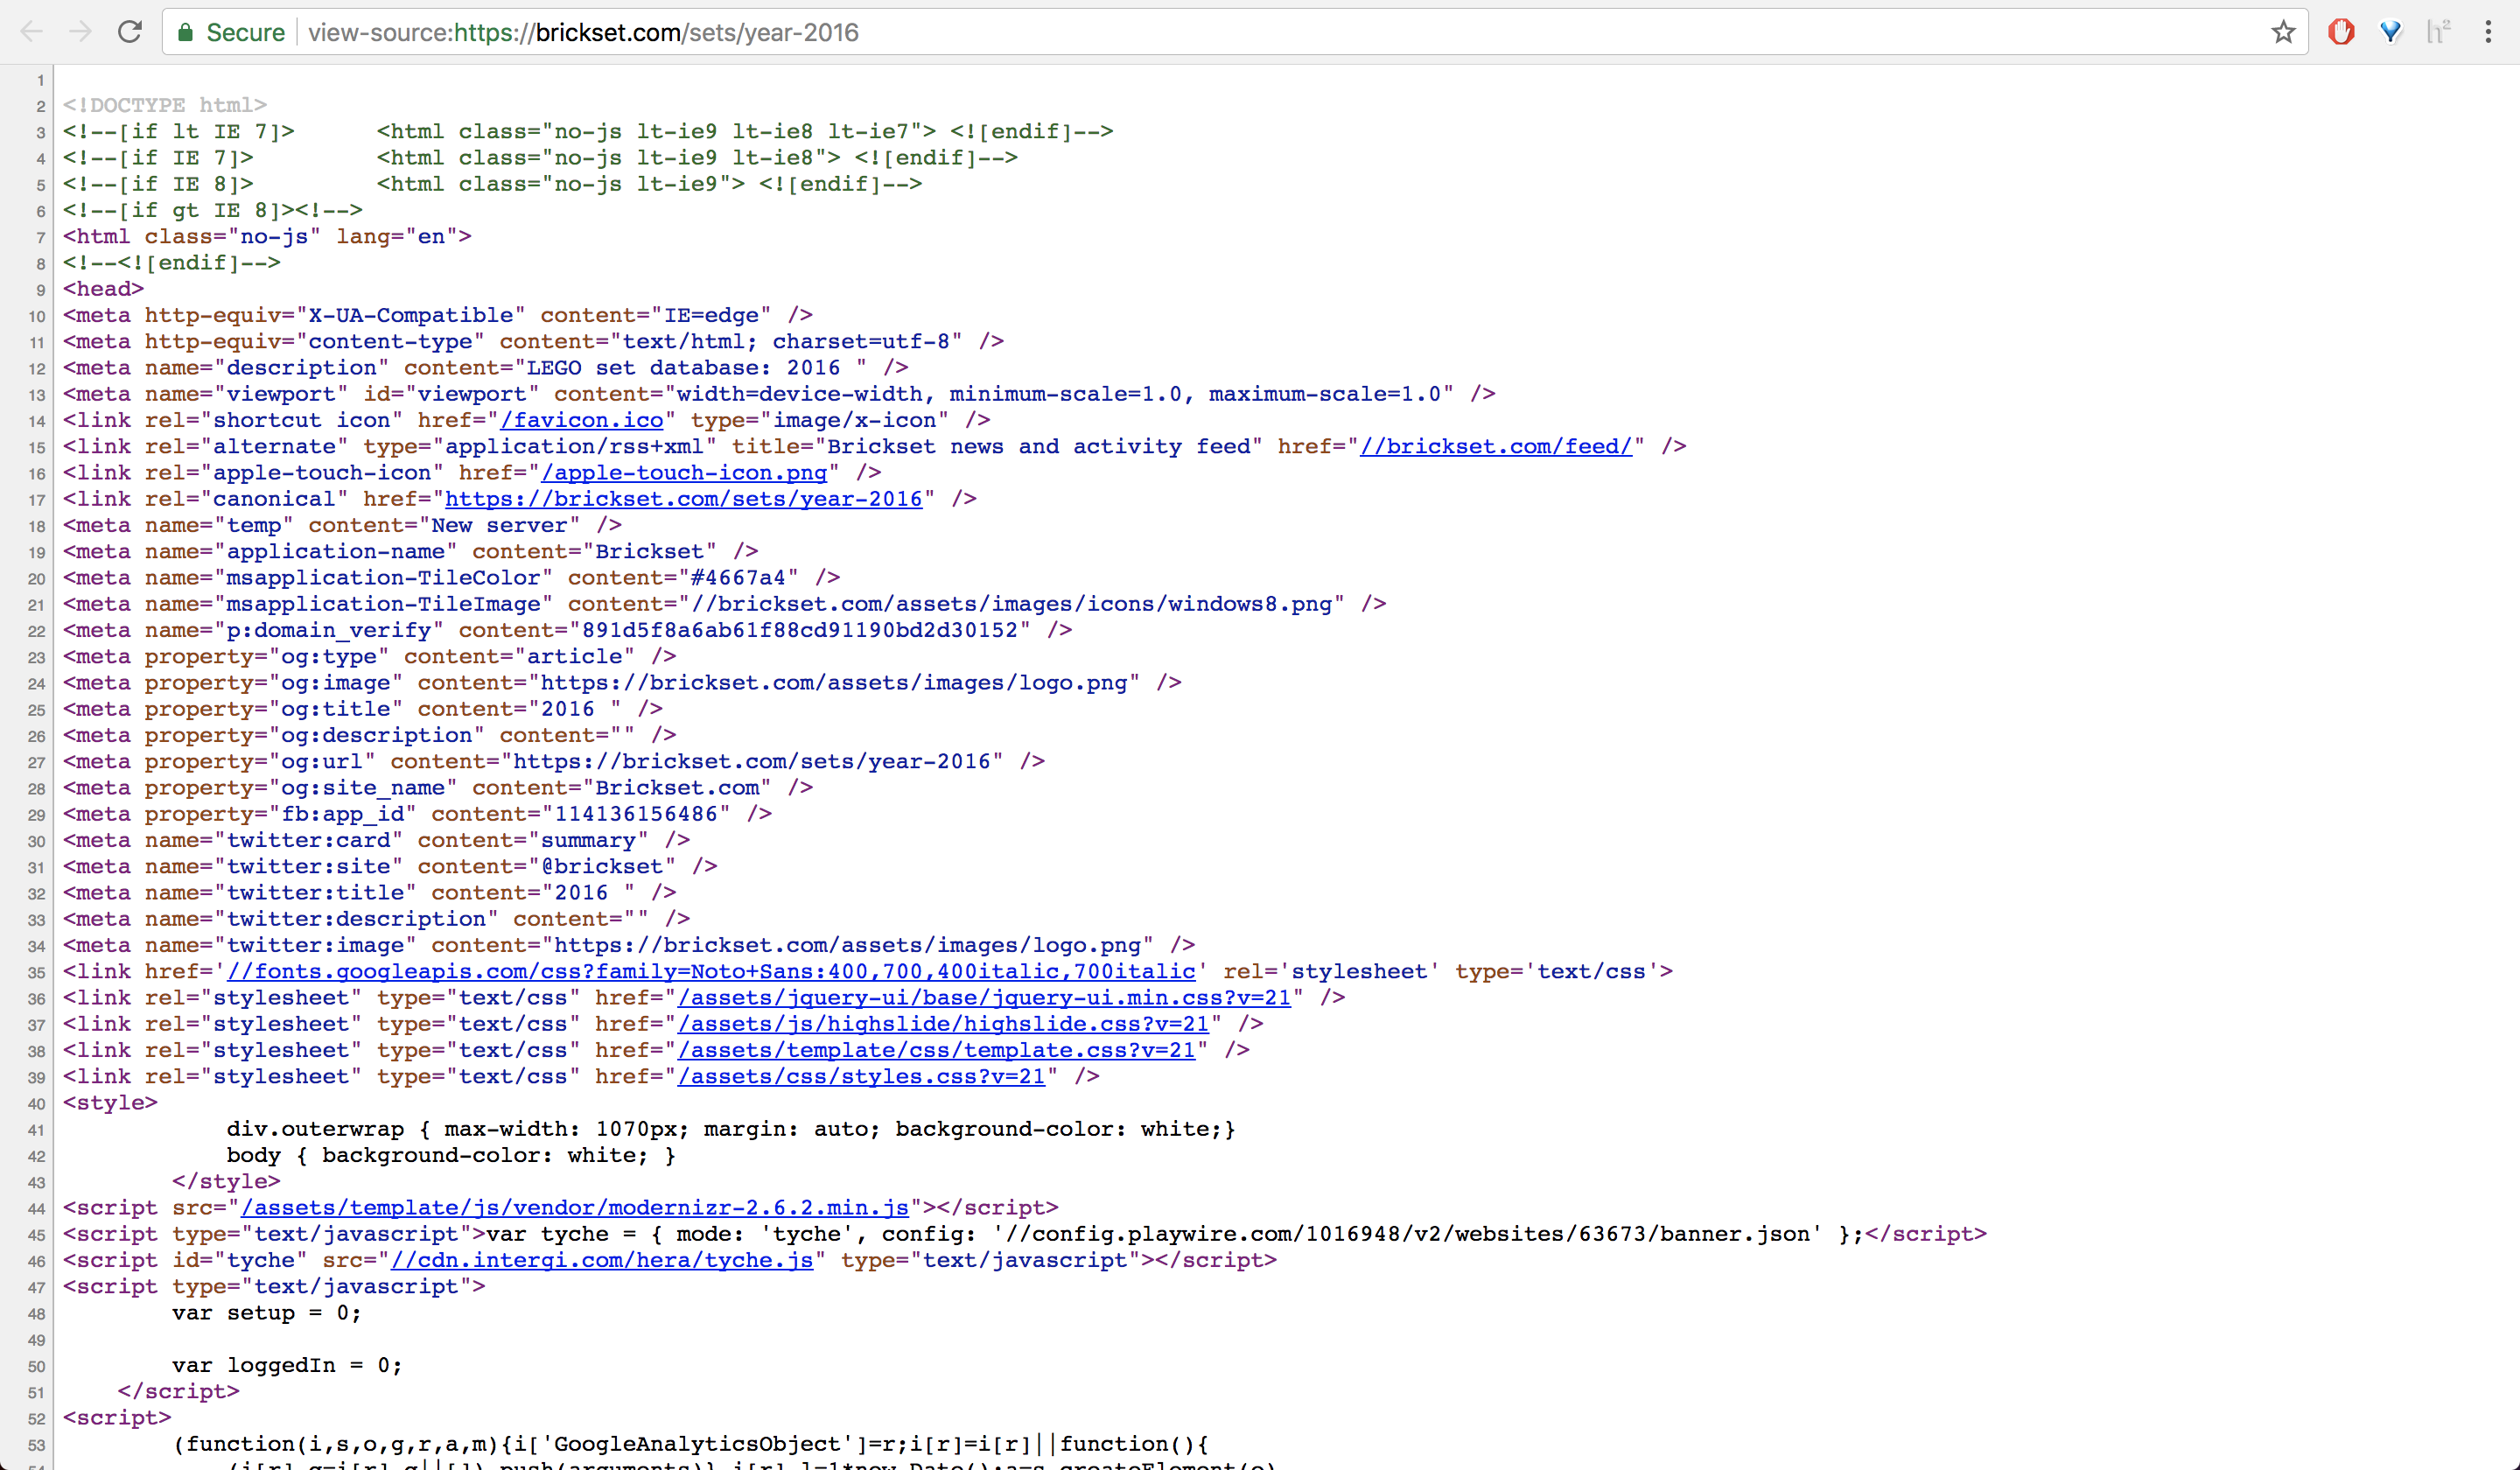 Secure view-source:https://brickset.com/sets/year-2016
1
2 <!DOCTYPE html>
3 <!--[if lt IE 7]>      <html class="no-js lt-ie9 lt-ie8 lt-ie7"> <![endif]-->
4 <!--[if IE 7]>         <html class="no-js lt-ie9 lt-ie8"> <![endif]-->
5 <!--[if IE 8]>         <html class="no-js lt-ie9"> <![endif]-->
6 <!--[if gt IE 8]><!-->
7 <html class="no-js" lang="en">
8 <!--<![endif]-->
9 <head>
10 <meta http-equiv="X-UA-Compatible" content="IE=edge" />
11 <meta http-equiv="content-type" content="text/html; charset=utf-8" />
12 <meta name="description" content="LEGO set database: 2016 " />
13 <meta name="viewport" id="viewport" content="width=device-width, minimum-scale=1.0, maximum-scale=1.0" />
14 <link rel="shortcut icon" href="/favicon.ico" type="image/x-icon" />
15 <link rel="alternate" type="application/rss+xml" title="Brickset news and activity feed" href="//brickset.com/feed/" />
16 <link rel="apple-touch-icon" href="/apple-touch-icon.png" />
17 <link rel="canonical" href="https://brickset.com/sets/year-2016" />
18 <meta name="temp" content="New server" />
19 <meta name="application-name" content="Brickset" />
20 <meta name="msapplication-TileColor" content="#4667a4" />
21 <meta name="msapplication-TileImage" content="//brickset.com/assets/images/icons/windows8.png" />
22 <meta name="p:domain_verify" content="891d5f8a6ab61f88cd91190bd2d30152" />
23 <meta property="og:type" content="article" />
24 <meta property="og:image" content="https://brickset.com/assets/images/logo.png" />
25 <meta property="og:title" content="2016 " />
26 <meta property="og:description" content="" />
27 <meta property="og:url" content="https://brickset.com/sets/year-2016" />
28 <meta property="og:site_name" content="Brickset.com" />
29 <meta property="fb:app_id" content="114136156486" />
30 <meta name="twitter:card" content="summary" />
31 <meta name="twitter:site" content="@brickset" />
32 <meta name="twitter:title" content="2016 " />
33 <meta name="twitter:description" content="" />
34 <meta name="twitter:image" content="https://brickset.com/assets/images/logo.png" />
35 <link href='//fonts.googleapis.com/css?family=Noto+Sans:400,700,400italic,700italic' rel='stylesheet' type='text/css'>
36 <link rel="stylesheet" type="text/css" href="/assets/jquery-ui/base/jquery-ui.min.css?v=21" />
37 <link rel="stylesheet" type="text/css" href="/assets/js/highslide/highslide.css?v=21" />
38 <link rel="stylesheet" type="text/css" href="/assets/template/css/template.css?v=21" />
39 <link rel="stylesheet" type="text/css" href="/assets/css/styles.css?v=21" />
40 <style>
41             div.outerwrap { max-width: 1070px; margin: auto; background-color: white;}
42             body { background-color: white; }
43         </style>
44 <script src="/assets/template/js/vendor/modernizr-2.6.2.min.js"></script>
45 <script type="text/javascript">var tyche = { mode: 'tyche', config: '//config.playwire.com/1016948/v2/websites/63673/banner.json' };</script>
46 <script id="tyche" src="//cdn.intergi.com/hera/tyche.js" type="text/javascript"></script>
47 <script type="text/javascript">
48         var setup = 0;
49
50         var loggedIn = 0;
51     </script>
52 <script>
53         (function(i,s,o,g,r,a,m){i['GoogleAnalyticsObject']=r;i[r]=i[r]||function(){